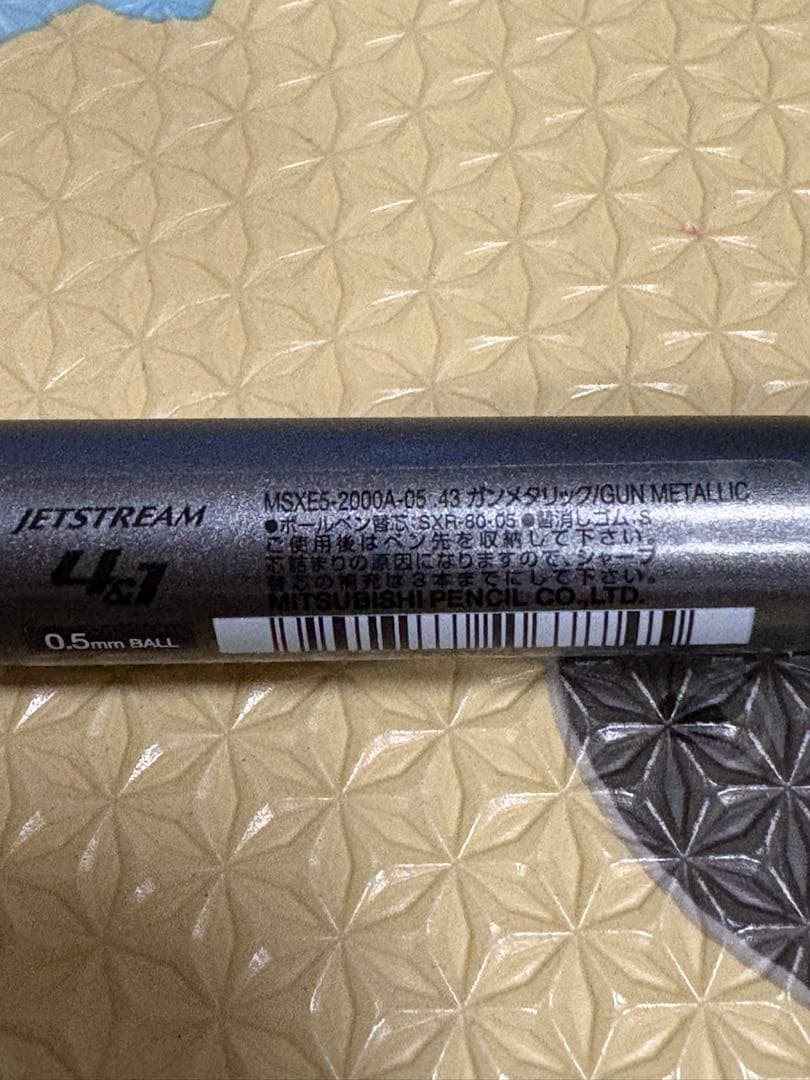 JETSTREAM
4&1
0.5mm BALL
MSXE5-2000A-05 43 ガンメタリック/GUN METALLIC
●ボールペン替芯:SXR-80-05●替消しゴム:S
ご使用後はペン先を収納して下さい。
芯詰まりの原因になりますので、シャープ
替芯の補充は3本までにして下さい。
MITSUBISHI PENCIL CO.,LTD.